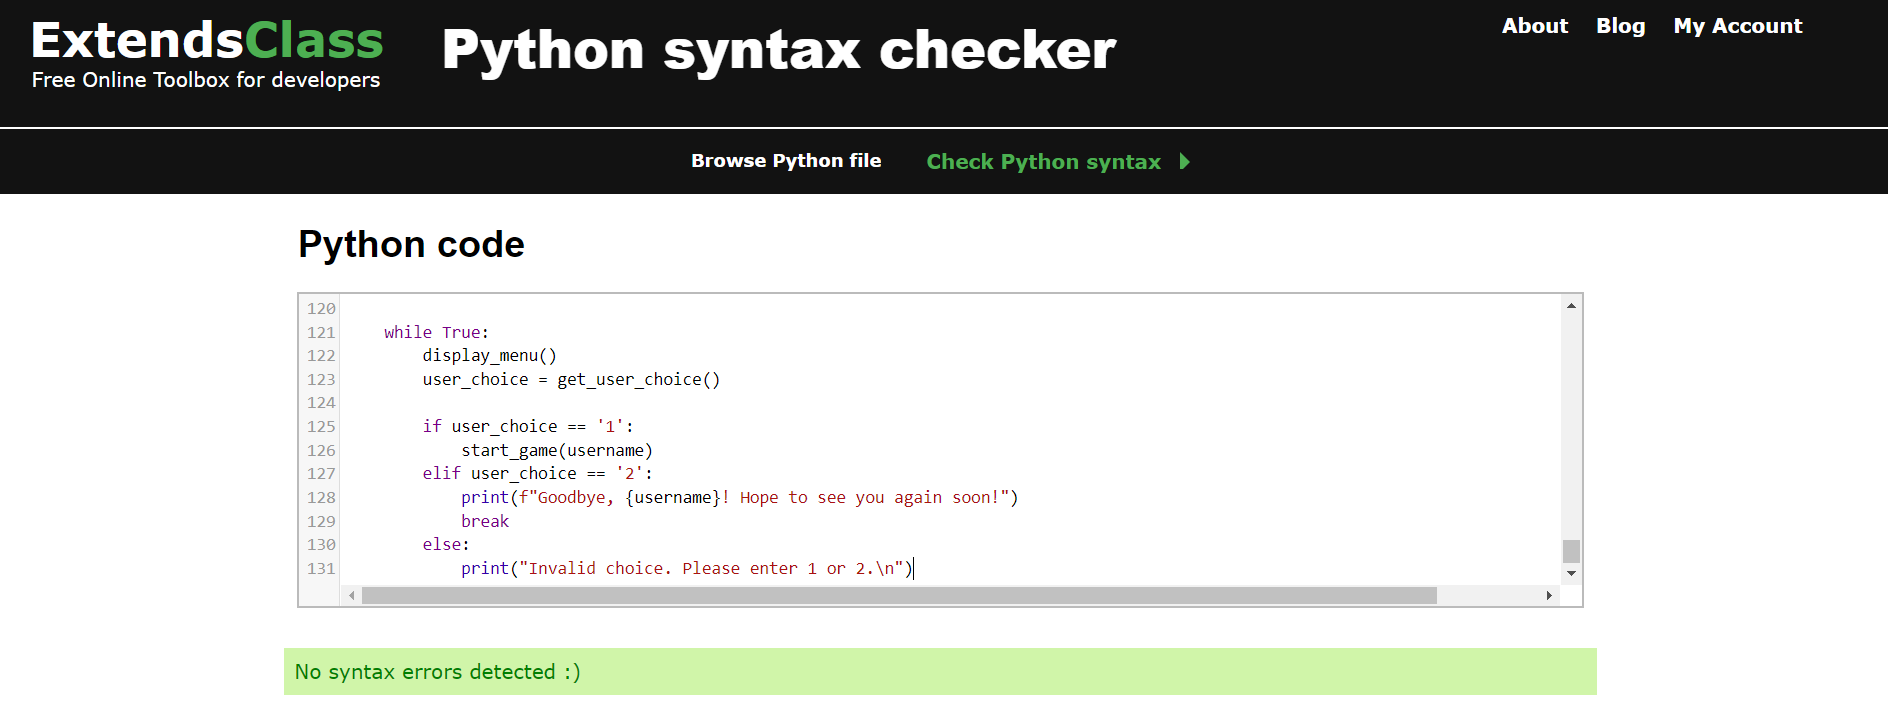 ExtendsClass
Free Online Toolbox for developers
Python syntax checker
About Blog My Account
Browse Python file Check Python syntax
Python code
120
121 while True:
122 display_menu()
123 user_choice = get_user_choice()
124
125 if user_choice == '1':
126 start_game(username)
127 elif user_choice == '2':
128 print(f"Goodbye, {username}! Hope to see you again soon!")
129 break
130 else:
131 print("Invalid choice. Please enter 1 or 2.\n")
No syntax errors detected :)